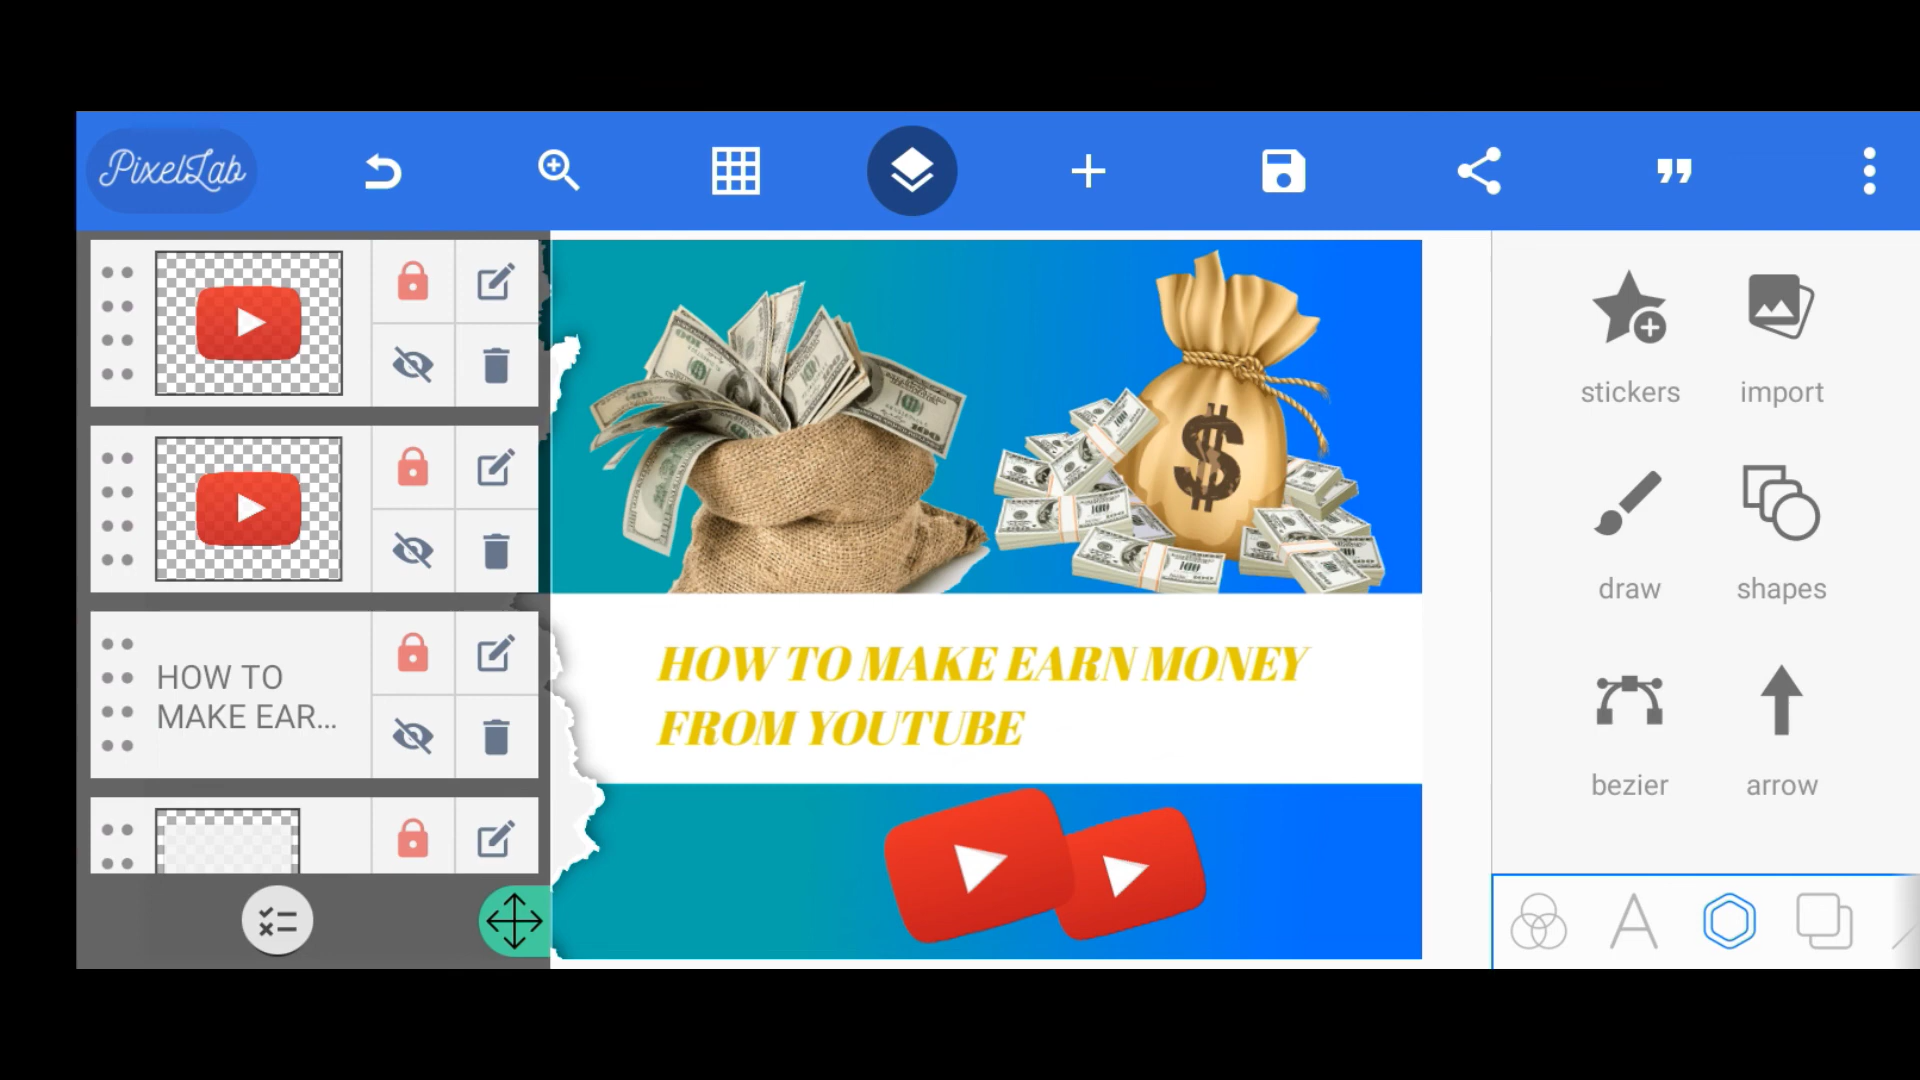 PixelLab
HOW TO
MAKE EAR...
$
HOW TO MAKE EARN MONEY
FROM YOUTUBE
stickers
import
draw
shapes
bezier
arrow